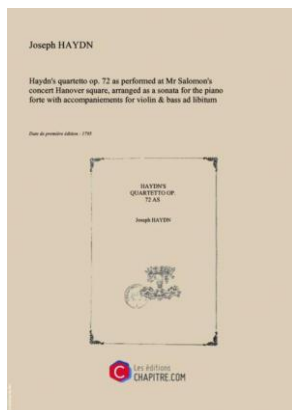 Joseph HAYDN
Haydn's quartetto op. 72 as performed at Mr Salomon's
concert Hanover square, arranged as a sonata for the piano
forte with accompaniements for violin & bass ad libitum
Date de première édition : 1798
HAYDN'S
QUARTETTO OP.
72 AS
Joseph HAYDN
C
Les éditions
CHAPITRE.COM